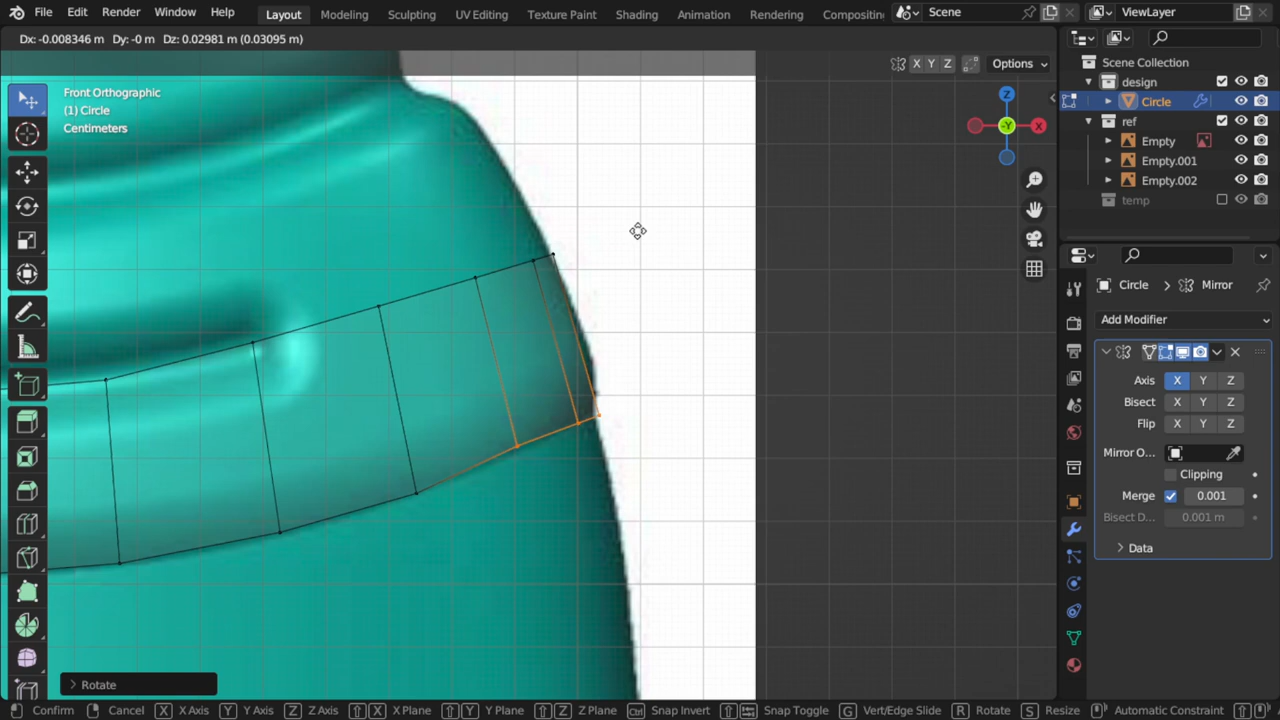 File Edit Render Window Help Layout Modeling Sculpting UV Editing Texture Paint Shading Animation Rendering Compositin Scene ViewLayer
Dx: -0.008346 m Dy: -0 m Dz: 0.02981 m (0.03095 m)
X Y Z Options
Front Orthographic
(1) Circle
Centimeters
Z
-Y
X
Scene Collection
design
Circle
ref
Empty
Empty.001
Empty.002
temp
Circle > Mirror
Add Modifier
Axis X Y Z
Bisect X Y Z
Flip X Y Z
Mirror O...
Clipping
Merge 0.001
Bisect D... 0.001 m
> Data
> Rotate
Confirm Cancel X X Axis Y Y Axis Z Z Axis X X Plane Y Y Plane Z Z Plane Ctrl Snap Invert Snap Toggle G Vert/Edge Slide R Rotate Automatic Constraint